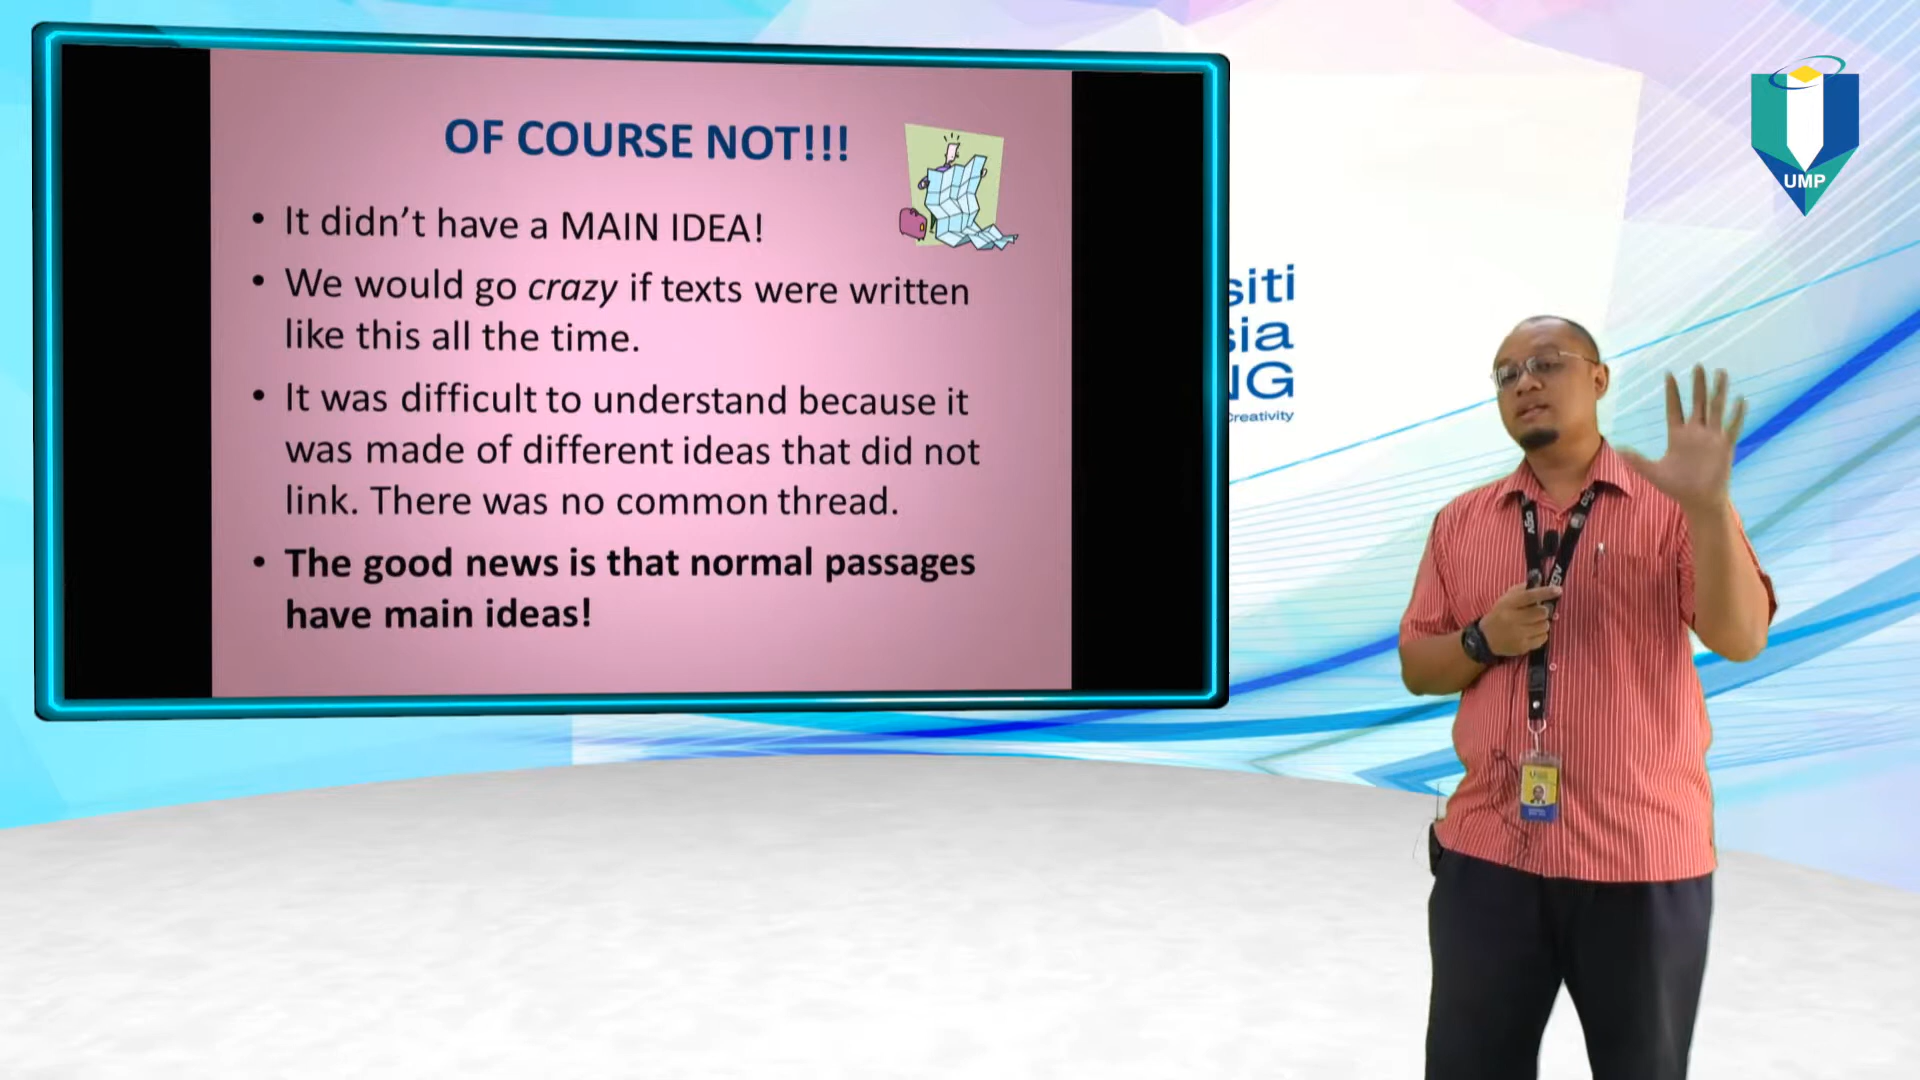 OF COURSE NOT!!!
• It didn't have a MAIN IDEA!
• We would go crazy if texts were written
like this all the time.
• It was difficult to understand because it
was made of different ideas that did not
link. There was no common thread.
• The good news is that normal passages
have main ideas!
UMP
siti
sia
NG
Creativity